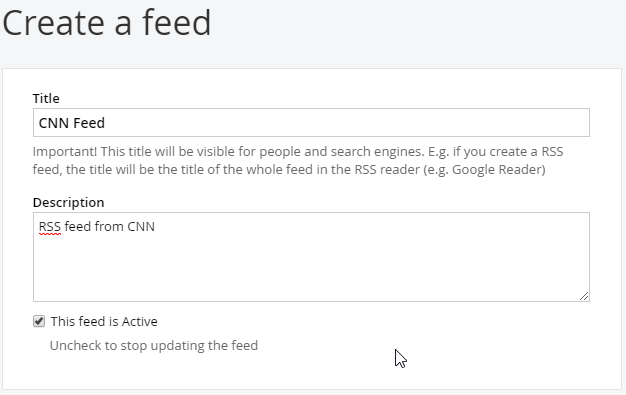 Create a feed
Title
CNN Feed
Important! This title will be visible for people and search engines. E.g. if you create a RSS
feed, the title will be the title of the whole feed in the RSS reader (e.g. Google Reader)
Description
RSS feed from CNN
This feed is Active
Uncheck to stop updating the feed